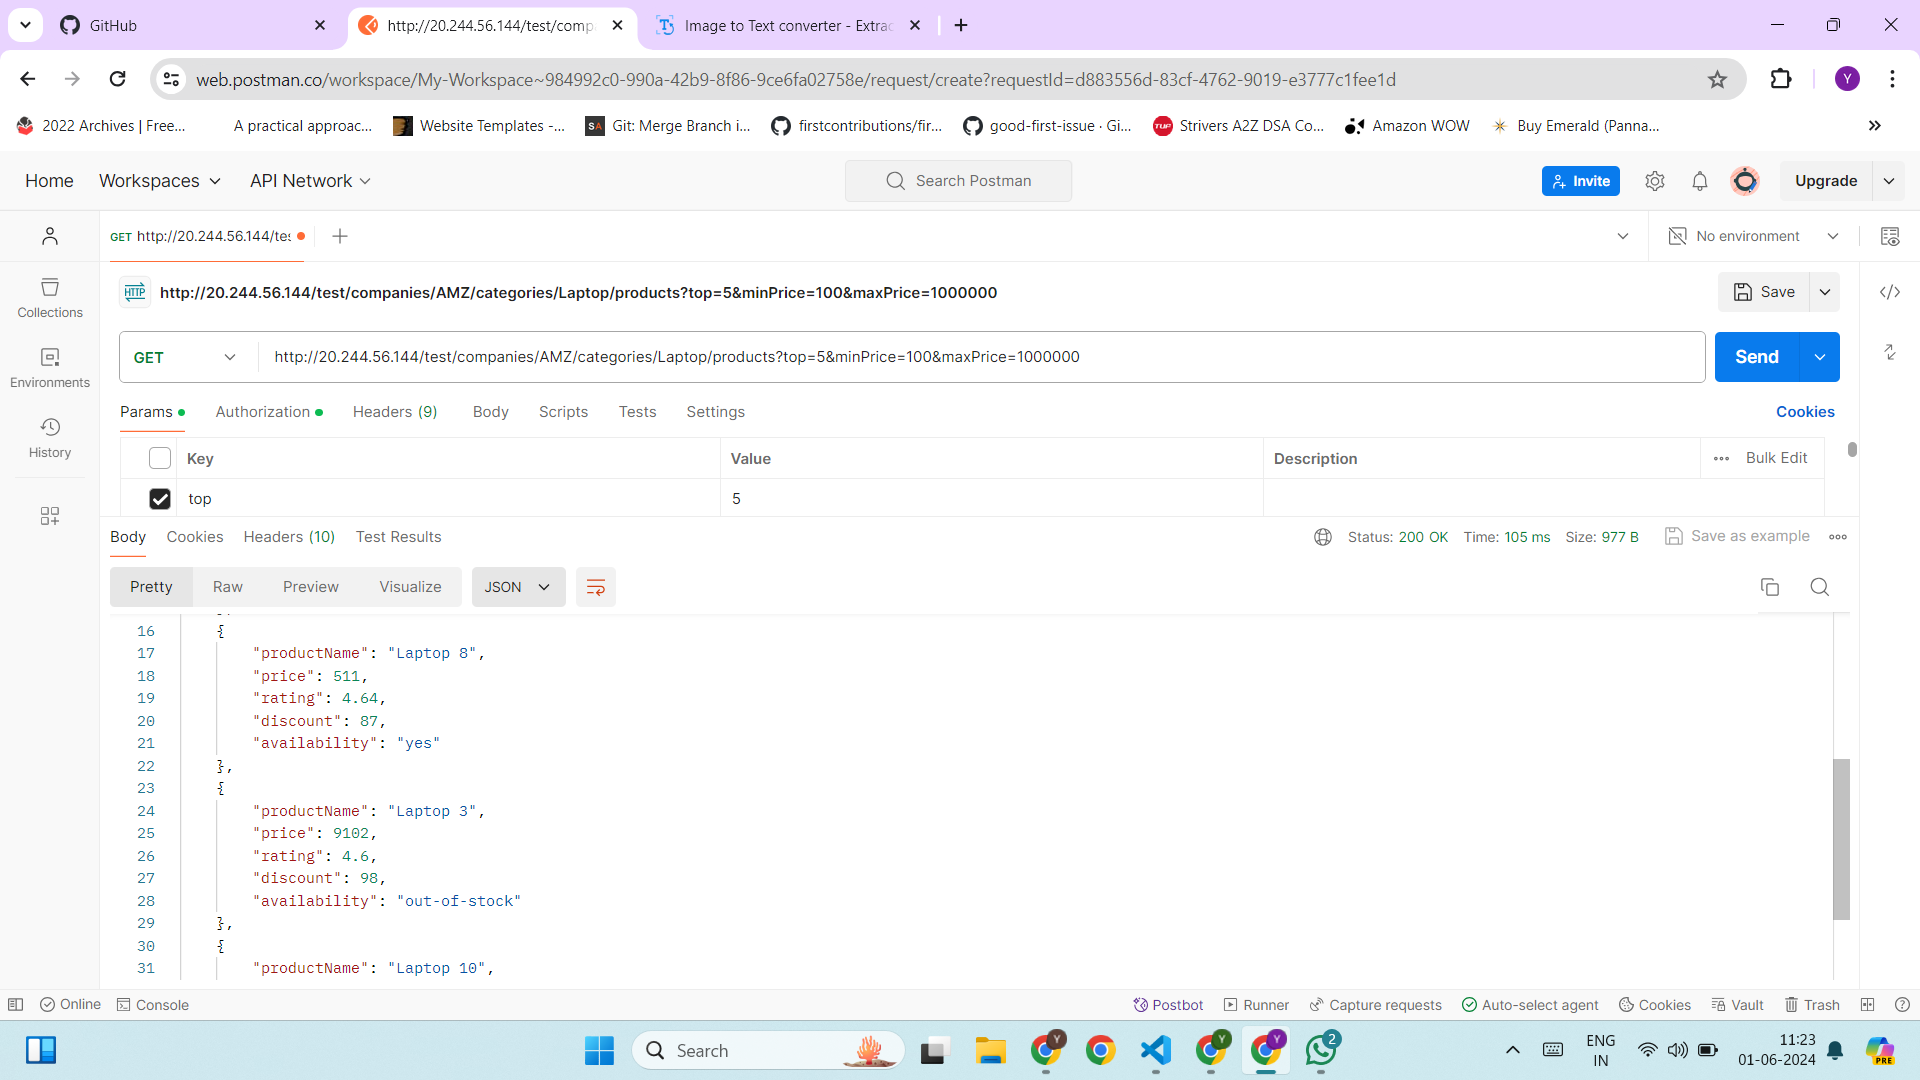 GitHub
http://20.244.56.144/test/comp
Image to Text converter - Extrac
web.postman.co/workspace/My-Workspace~984992c0-990a-42b9-8f86-9ce6fa02758e/request/create?requestId=d883556d-83cf-4762-9019-e3777c1fee1d
Y
2022 Archives | Free...
A practical approac...
Website Templates -...
SA Git: Merge Branch i...
firstcontributions/fir...
good-first-issue · Gi...
TUF Strivers A2Z DSA Co...
Amazon WOW
Buy Emerald (Panna...
Home Workspaces API Network
Search Postman
Invite
Upgrade
GET http://20.244.56.144/tes
No environment
HTTP http://20.244.56.144/test/companies/AMZ/categories/Laptop/products?top=5&minPrice=100&maxPrice=1000000
Save
Collections
Environments
History
GET http://20.244.56.144/test/companies/AMZ/categories/Laptop/products?top=5&minPrice=100&maxPrice=1000000
Send
Params Authorization Headers (9) Body Scripts Tests Settings
Cookies
Key Value Description Bulk Edit
top 5
Body Cookies Headers (10) Test Results
Status: 200 OK Time: 105 ms Size: 977 B Save as example
Pretty Raw Preview Visualize JSON
16 {
17 "productName": "Laptop 8",
18 "price": 511,
19 "rating": 4.64,
20 "discount": 87,
21 "availability": "yes"
22 },
23 {
24 "productName": "Laptop 3",
25 "price": 9102,
26 "rating": 4.6,
27 "discount": 98,
28 "availability": "out-of-stock"
29 },
30 {
31 "productName": "Laptop 10",
Online Console
Postbot Runner Capture requests Auto-select agent Cookies Vault Trash
Search
Y
Y
Y
2
ENG
IN
11:23
01-06-2024
PRE